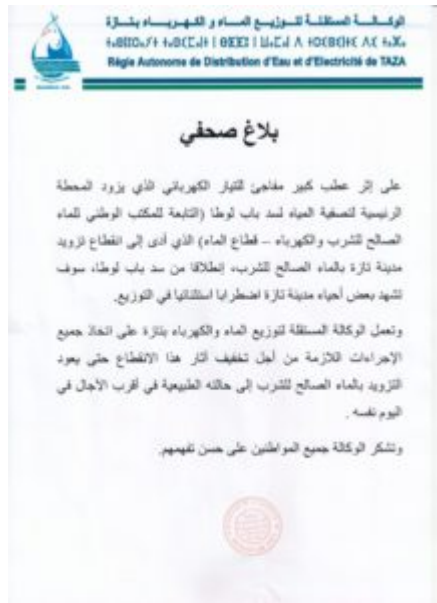 الوكالة المستقلة لتوزيع الماء و الكهرباء بتازة
Régie Autonome de Distribution d'Eau et d'Electricité de TAZA
بلاغ صحفي
على إثر عطب كبير مفاجئ للتيار الكهربائي الذي يزود المحطة
الرئيسية لتصفية المياه لسد باب لوطا (التابعة للمكتب الوطني للماء
الصالح للشرب والكهرباء – قطاع الماء) الذي أدى إلى انقطاع تزويد
مدينة تازة بالماء الصالح للشرب، إنطلاقا من سد باب لوطا، سوف
تشهد بعض أحياء مدينة تازة اضطرابا استثنائيا في التوزيع.
وتعمل الوكالة المستقلة لتوزيع الماء والكهرباء بتازة على اتخاذ جميع
الإجراءات اللازمة من أجل تخفيف آثار هذا الانقطاع حتى يعود
التزويد بالماء الصالح للشرب إلى حالته الطبيعية في أقرب الآجال في
اليوم نفسه .
وتشكر الوكالة جميع المواطنين على حسن تفهمهم.